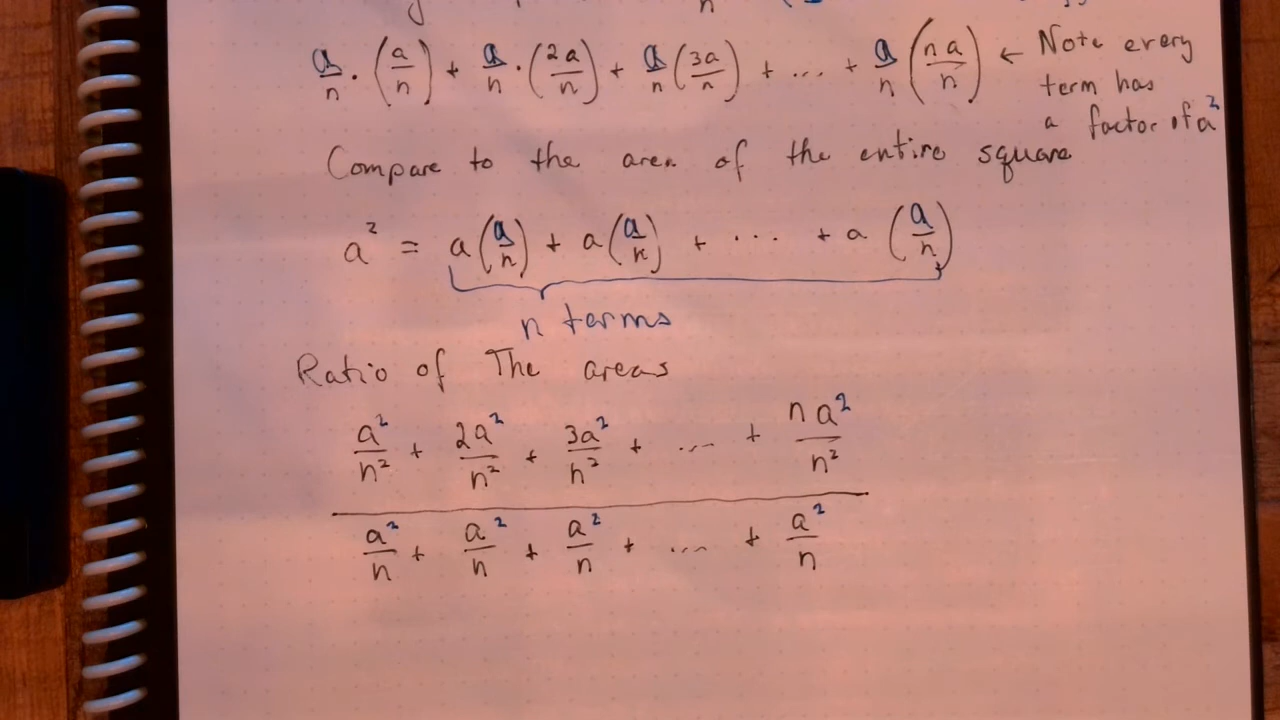 n
a/n · (a/n) + a/n · (2a/n) + a/n (3a/n) + ... + a/n (na/n) ← Note every
term has
a factor of a²
Compare to the area of the entire square
a² = a(a/n) + a(a/n) + ... + a (a/n)
n terms
Ratio of The areas
a²/n² + 2a²/n² + 3a²/n² + ... + na²/n²
a²/n + a²/n + a²/n + ... + a²/n